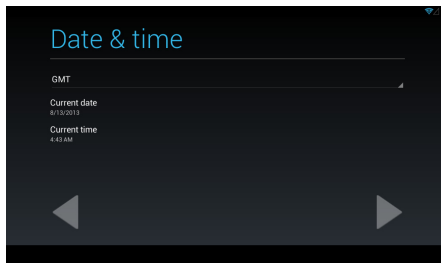 Date & time
GMT
Current date
8/13/2013
Current time
4:43 AM